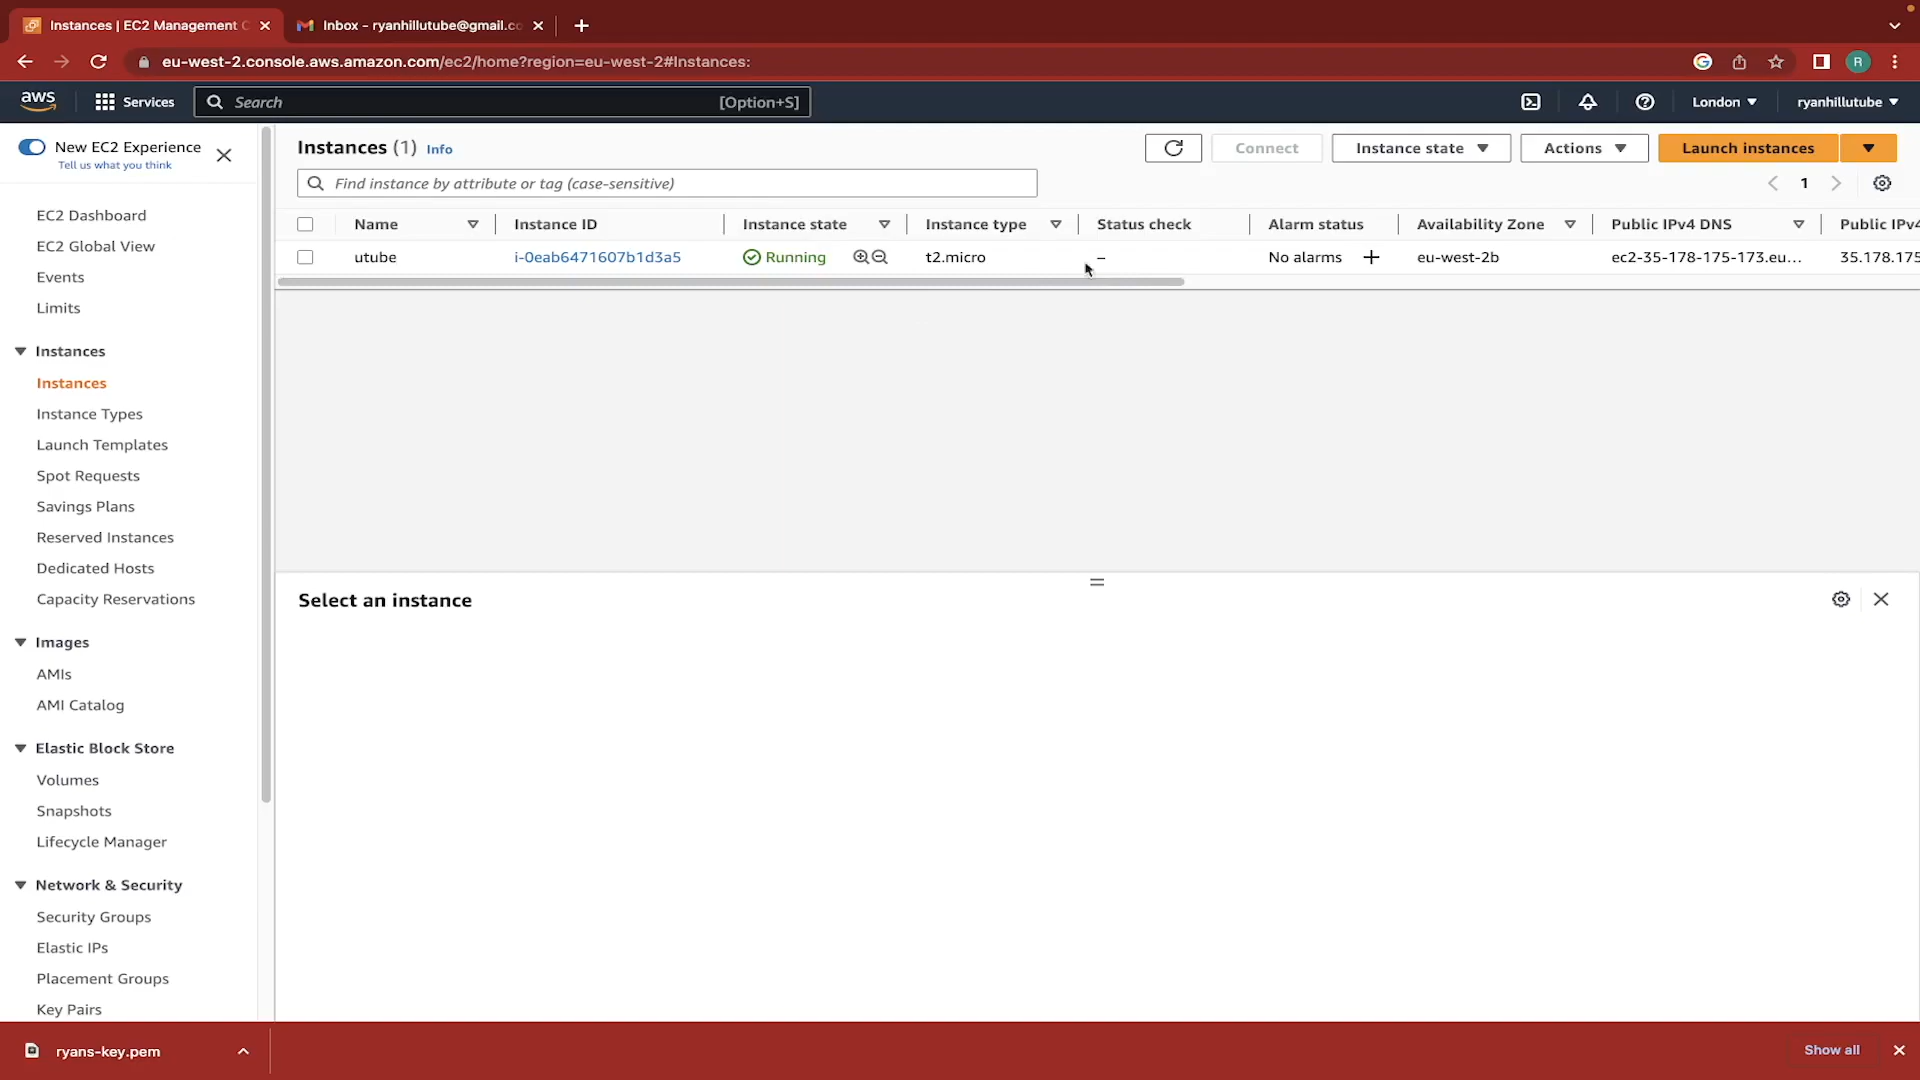 Instances | EC2 Management C
Inbox - ryanhillutube@gmail.co
eu-west-2.console.aws.amazon.com/ec2/home?region=eu-west-2#Instances:
R
aws
Services
Search
[Option+S]
London
ryanhillutube
New EC2 Experience
Tell us what you think
EC2 Dashboard
EC2 Global View
Events
Limits
Instances
Instances
Instance Types
Launch Templates
Spot Requests
Savings Plans
Reserved Instances
Dedicated Hosts
Capacity Reservations
Images
AMIs
AMI Catalog
Elastic Block Store
Volumes
Snapshots
Lifecycle Manager
Network & Security
Security Groups
Elastic IPs
Placement Groups
Key Pairs
Instances (1) Info
Connect
Instance state
Actions
Launch instances
Find instance by attribute or tag (case-sensitive)
1
Name Instance ID Instance state Instance type Status check Alarm status Availability Zone Public IPv4 DNS Public IPv4
utube i-0eab6471607b1d3a5 Running t2.micro – No alarms + eu-west-2b ec2-35-178-175-173.eu... 35.178.175
Select an instance
ryans-key.pem
Show all